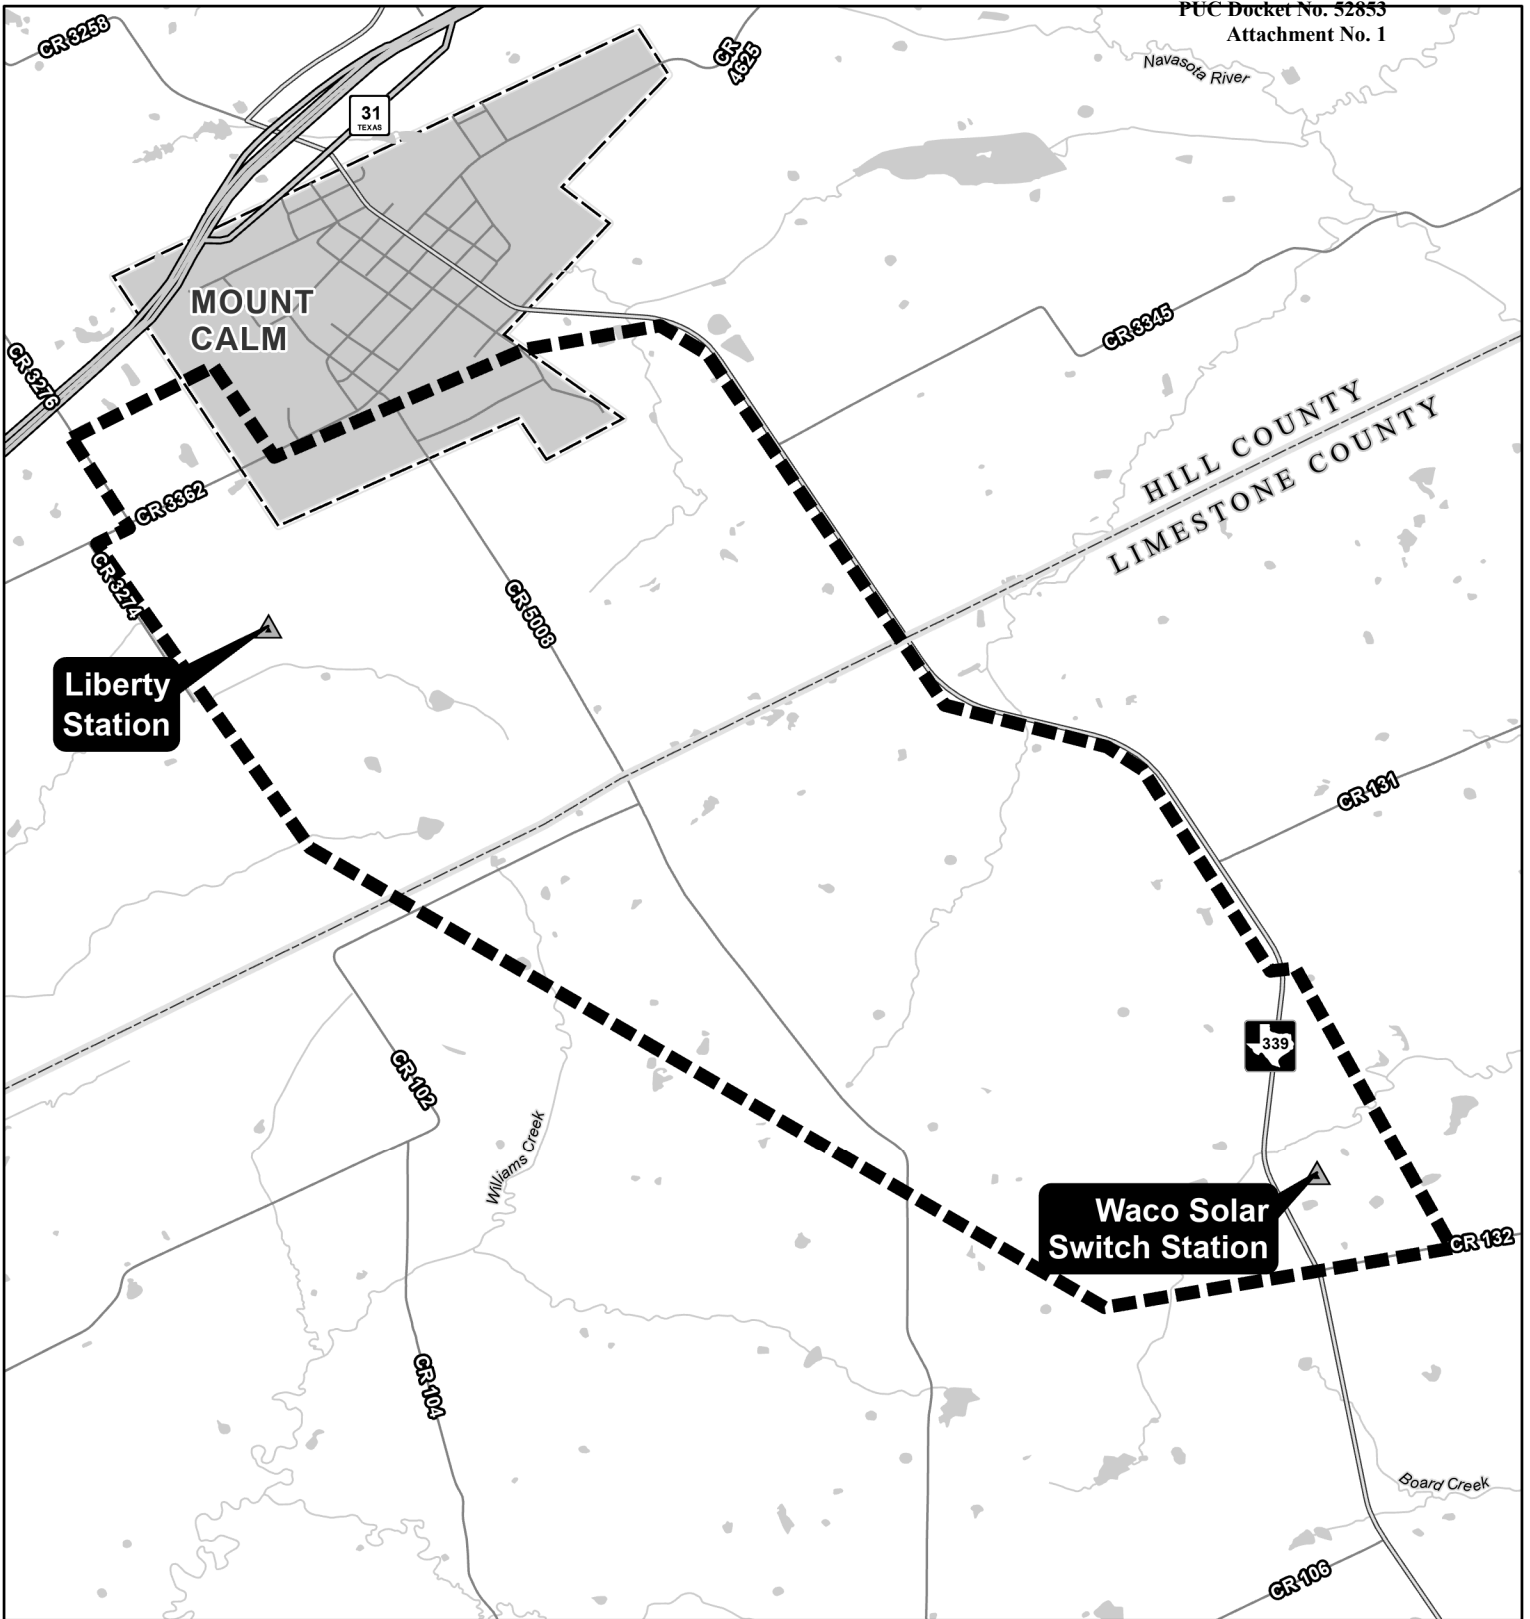 PUC Docket No. 52853
Attachment No. 1
CR 3258
CR
4625
Navasota River
31
TEXAS
MOUNT
CALM
CR 3345
CR 3276
HILL COUNTY
LIMESTONE COUNTY
CR 3362
CR 3274
CR 5008
Liberty
Station
CR 131
339
CR 102
Williams Creek
Waco Solar
Switch Station
CR 132
CR 104
Board Creek
CR 106